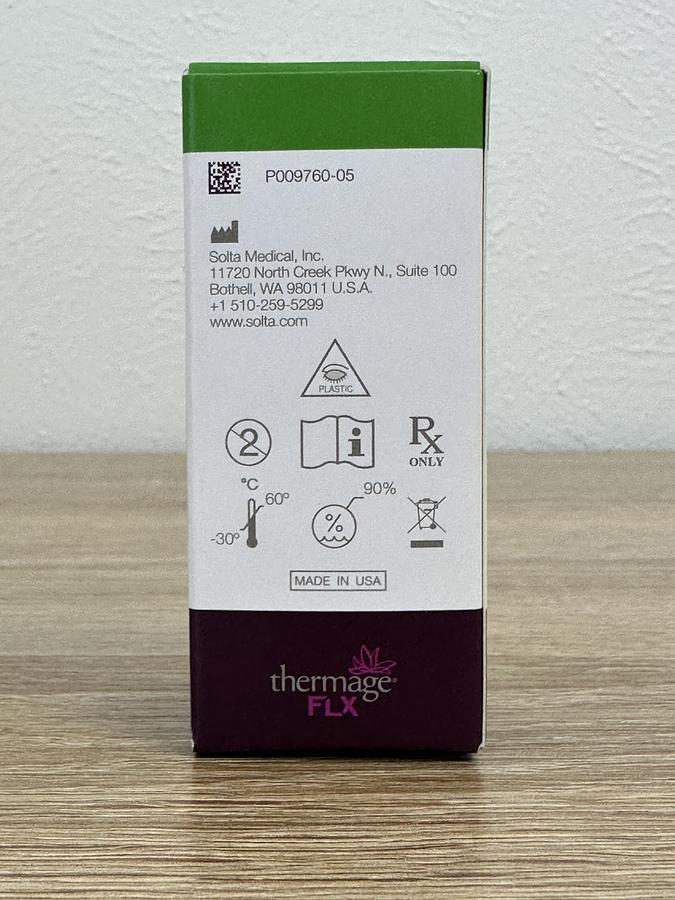 P009760-05
Solta Medical, Inc.
11720 North Creek Pkwy N., Suite 100
Bothell, WA 98011 U.S.A.
+1 510-259-5299
www.solta.com
PLASTIC
2
i
Rx
ONLY
°C
60°
-30°
90%
%
MADE IN USA
thermage®
FLX